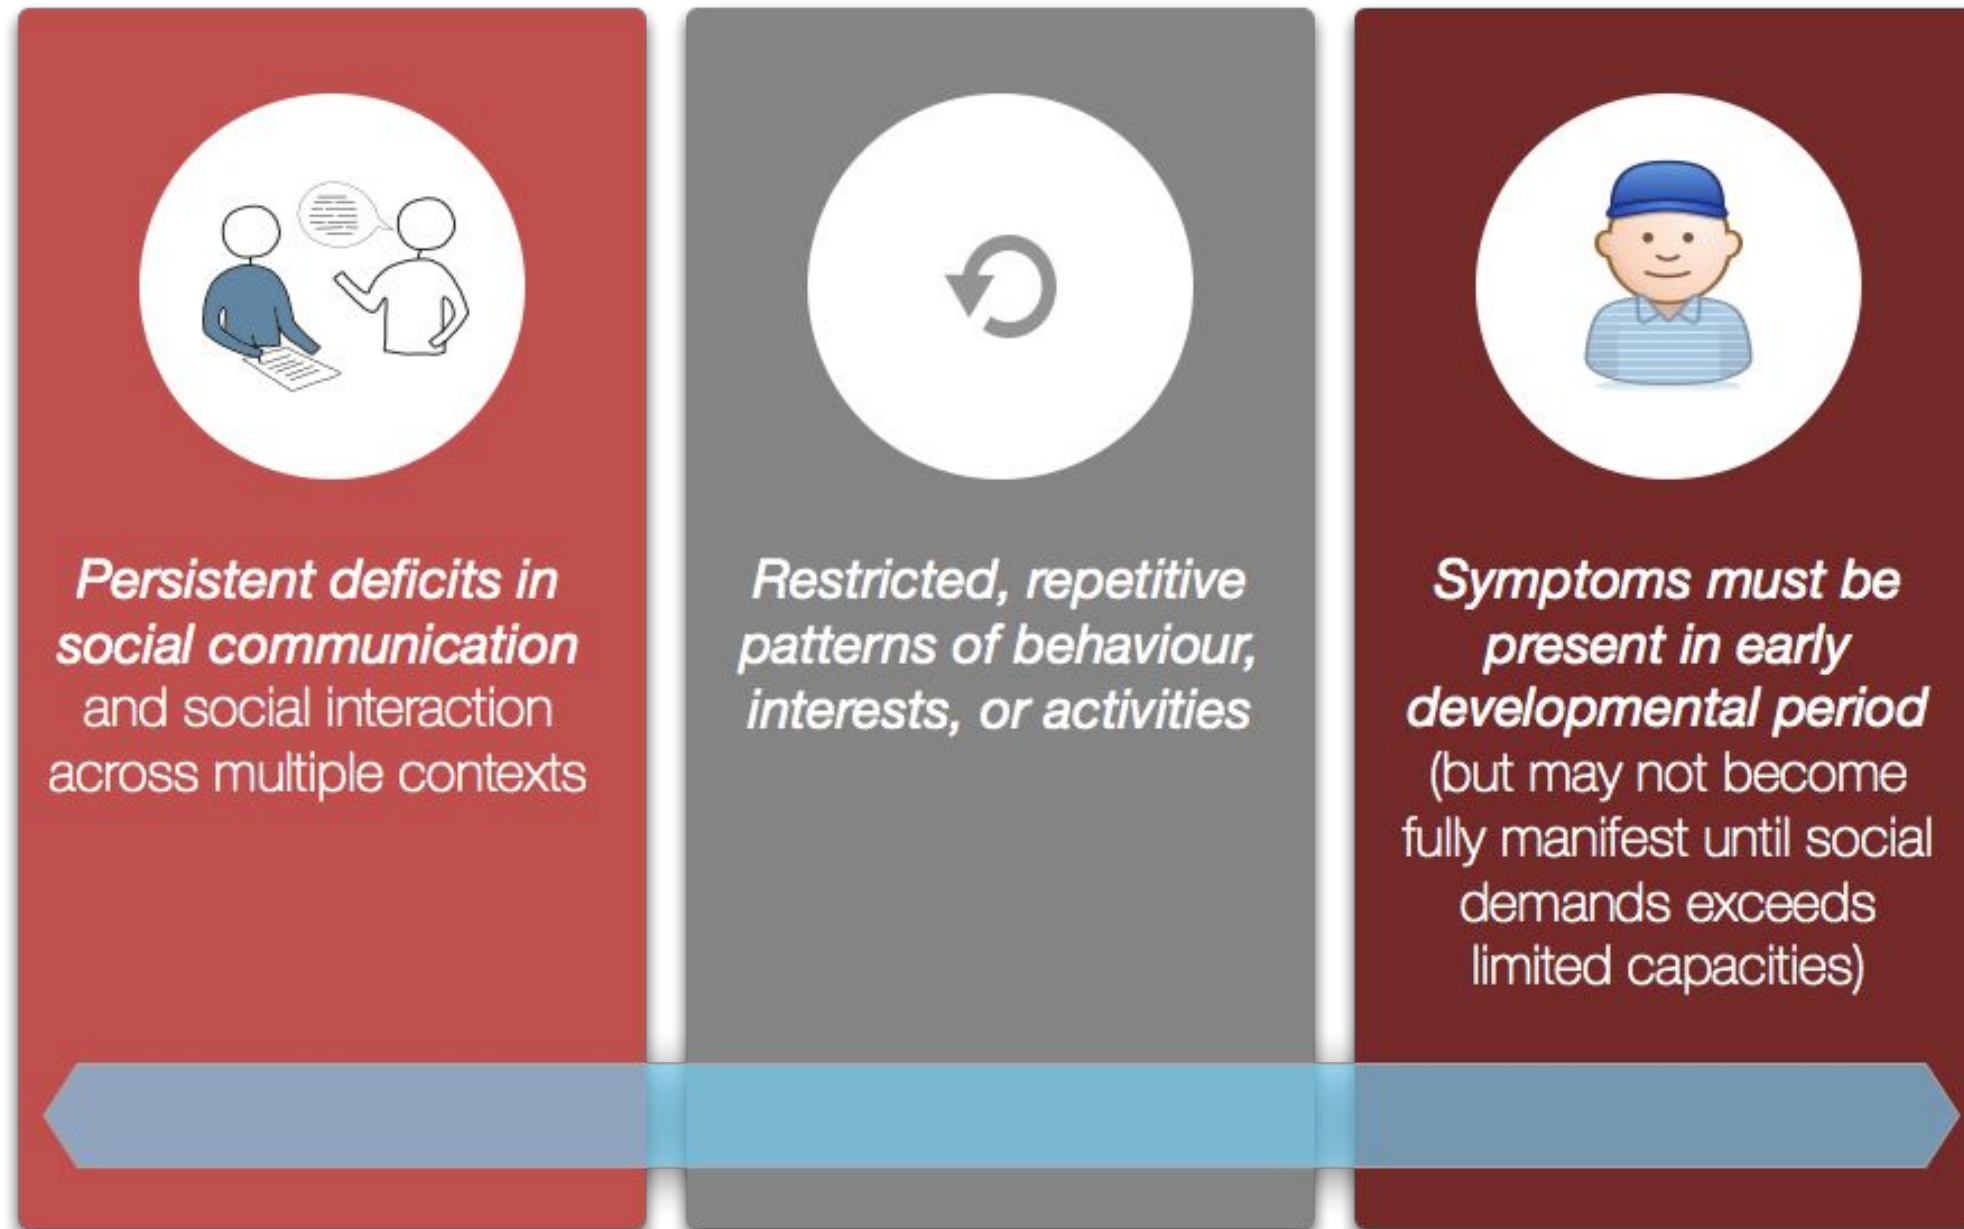 Persistent deficits in
social communication
and social interaction
across multiple contexts
Restricted, repetitive
patterns of behaviour,
interests, or activities
Symptoms must be
present in early
developmental period
(but may not become
fully manifest until social
demands exceeds
limited capacities)